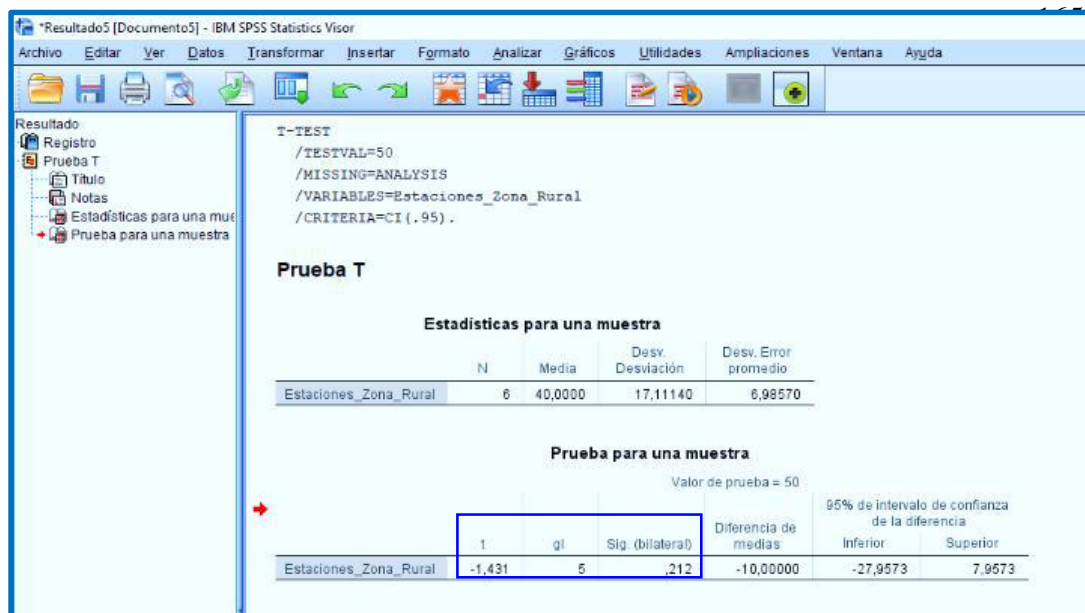 *Resultado5 [Documento5] - IBM SPSS Statistics Visor
Archivo Editar Ver Datos Transformar Insertar Formato Analizar Gráficos Utilidades Ampliaciones Ventana Ayuda
Resultado
Registro
Prueba T
Título
Notas
Estadísticas para una mue
Prueba para una muestra
T-TEST
/TESTVAL=50
/MISSING=ANALYSIS
/VARIABLES=Estaciones_Zona_Rural
/CRITERIA=CI(.95).
Prueba T
Estadísticas para una muestra
N Media Desv. Desviación Desv. Error promedio
Estaciones_Zona_Rural 6 40,0000 17,11140 6,98570
Prueba para una muestra
Valor de prueba = 50
95% de intervalo de confianza de la diferencia
t gl Sig. (bilateral) Diferencia de medias Inferior Superior
Estaciones_Zona_Rural -1,431 5 ,212 -10,00000 -27,9573 7,9573